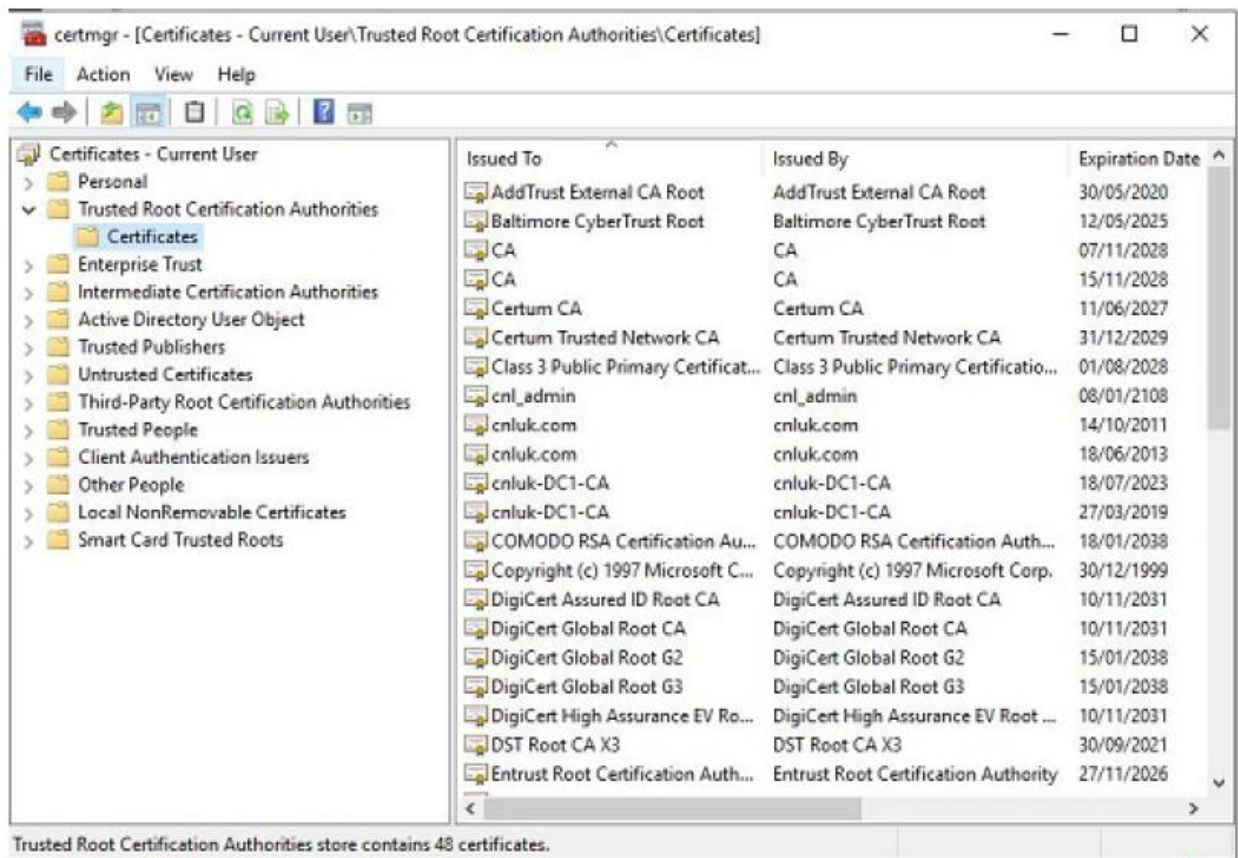 certmgr - [Certificates - Current User\Trusted Root Certification Authorities\Certificates]
File Action View Help
Certificates - Current User
Personal
Trusted Root Certification Authorities
Certificates
Enterprise Trust
Intermediate Certification Authorities
Active Directory User Object
Trusted Publishers
Untrusted Certificates
Third-Party Root Certification Authorities
Trusted People
Client Authentication Issuers
Other People
Local NonRemovable Certificates
Smart Card Trusted Roots
Issued To Issued By Expiration Date
AddTrust External CA Root AddTrust External CA Root 30/05/2020
Baltimore CyberTrust Root Baltimore CyberTrust Root 12/05/2025
CA CA 07/11/2028
CA CA 15/11/2028
Certum CA Certum CA 11/06/2027
Certum Trusted Network CA Certum Trusted Network CA 31/12/2029
Class 3 Public Primary Certificat... Class 3 Public Primary Certificatio... 01/08/2028
cnl_admin cnl_admin 08/01/2108
cnluk.com cnluk.com 14/10/2011
cnluk.com cnluk.com 18/06/2013
cnluk-DC1-CA cnluk-DC1-CA 18/07/2023
cnluk-DC1-CA cnluk-DC1-CA 27/03/2019
COMODO RSA Certification Au... COMODO RSA Certification Auth... 18/01/2038
Copyright (c) 1997 Microsoft C... Copyright (c) 1997 Microsoft Corp. 30/12/1999
DigiCert Assured ID Root CA DigiCert Assured ID Root CA 10/11/2031
DigiCert Global Root CA DigiCert Global Root CA 10/11/2031
DigiCert Global Root G2 DigiCert Global Root G2 15/01/2038
DigiCert Global Root G3 DigiCert Global Root G3 15/01/2038
DigiCert High Assurance EV Ro... DigiCert High Assurance EV Root ... 10/11/2031
DST Root CA X3 DST Root CA X3 30/09/2021
Entrust Root Certification Auth... Entrust Root Certification Authority 27/11/2026
Trusted Root Certification Authorities store contains 48 certificates.